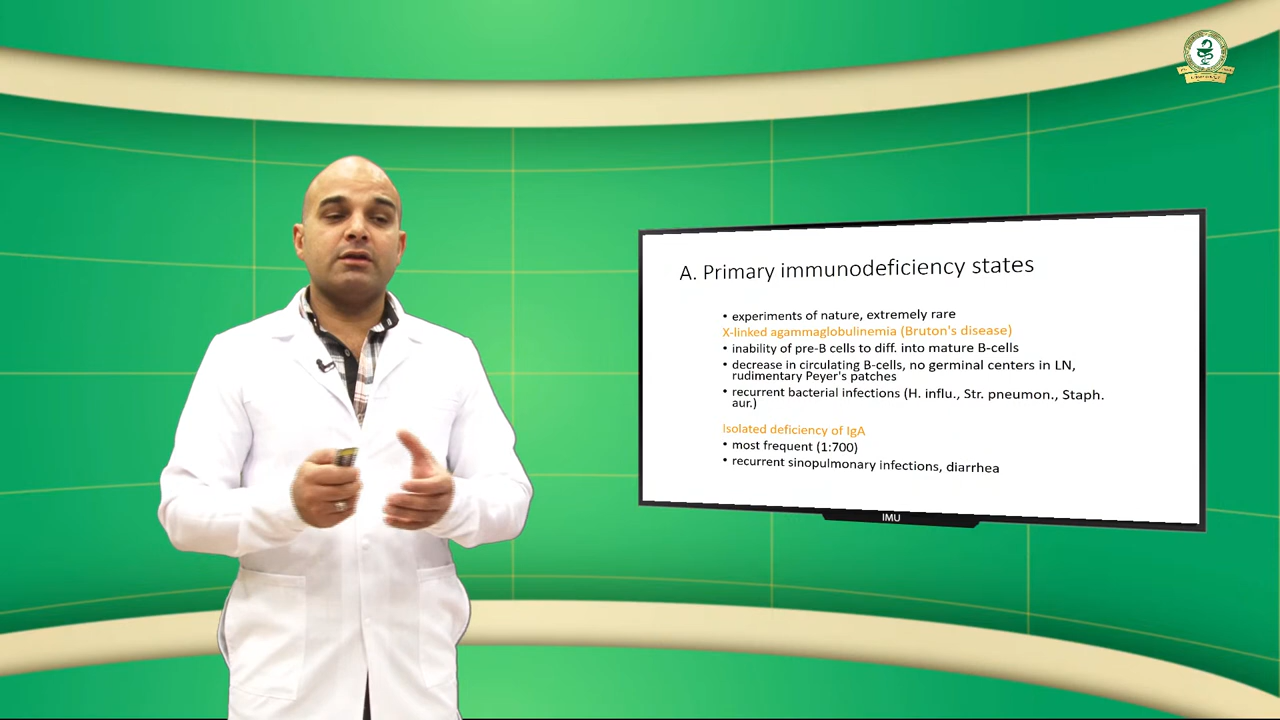 A. Primary immunodeficiency states
• experiments of nature, extremely rare
X-linked agammaglobulinemia (Bruton's disease)
• inability of pre-B cells to diff. into mature B-cells
• decrease in circulating B-cells, no germinal centers in LN,
rudimentary Peyer's patches
• recurrent bacterial infections (H. influ., Str. pneumon., Staph.
aur.)
Isolated deficiency of IgA
• most frequent (1:700)
• recurrent sinopulmonary infections, diarrhea
IMU